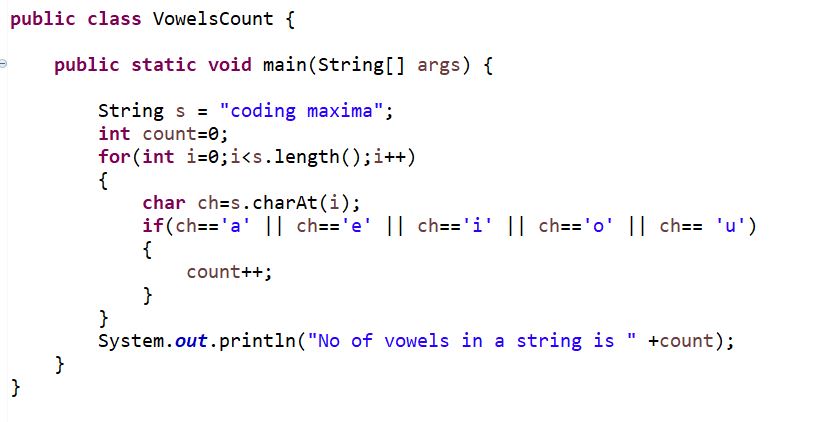 public class VowelsCount {
public static void main(String[] args) {
String s = "coding maxima";
int count=0;
for(int i=0;i<s.length();i++)
{
char ch=s.charAt(i);
if(ch=='a' || ch=='e' || ch=='i' || ch=='o' || ch== 'u')
{
count++;
}
}
System.out.println("No of vowels in a string is " +count);
}
}